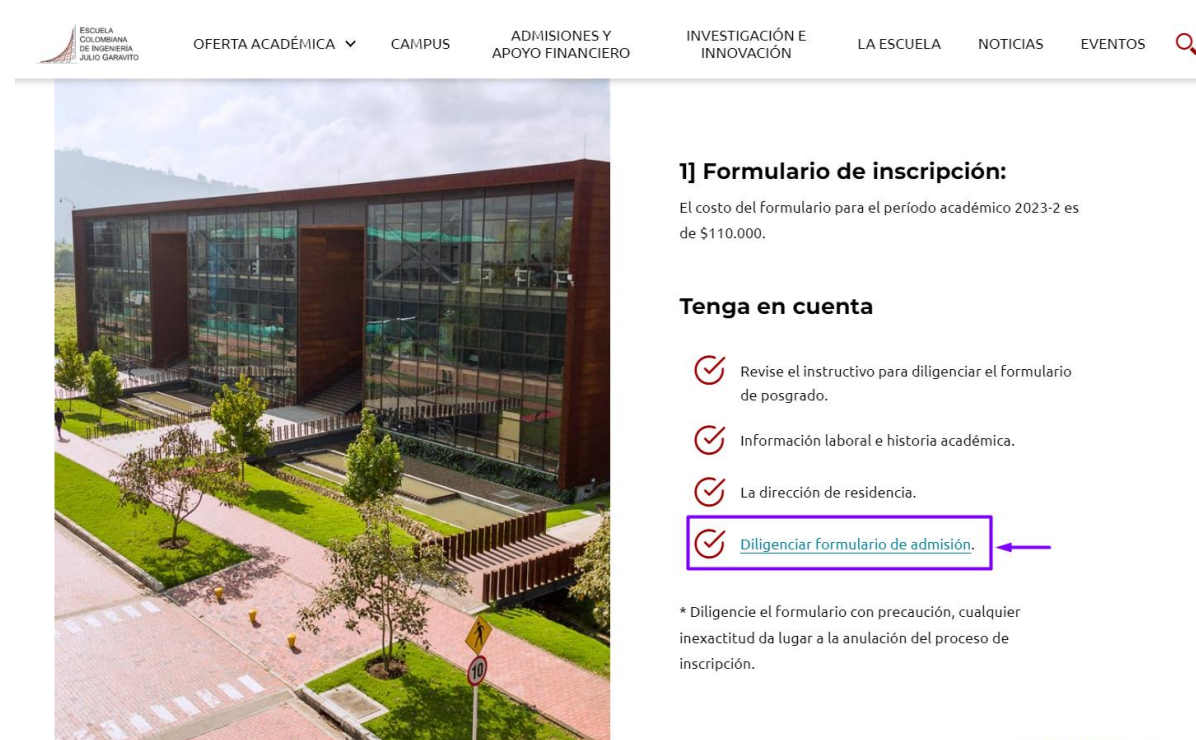 ESCUELA
COLOMBIANA
DE INGENIERÍA
JULIO GARAVITO
OFERTA ACADÉMICA
CAMPUS
ADMISIONES Y
APOYO FINANCIERO
INVESTIGACIÓN E
INNOVACIÓN
LA ESCUELA
NOTICIAS
EVENTOS
1] Formulario de inscripción:
El costo del formulario para el período académico 2023-2 es
de $110.000.
Tenga en cuenta
Revise el instructivo para diligenciar el formulario
de posgrado.
Información laboral e historia académica.
La dirección de residencia.
Diligenciar formulario de admisión.
* Diligencie el formulario con precaución, cualquier
inexactitud da lugar a la anulación del proceso de
inscripción.
10